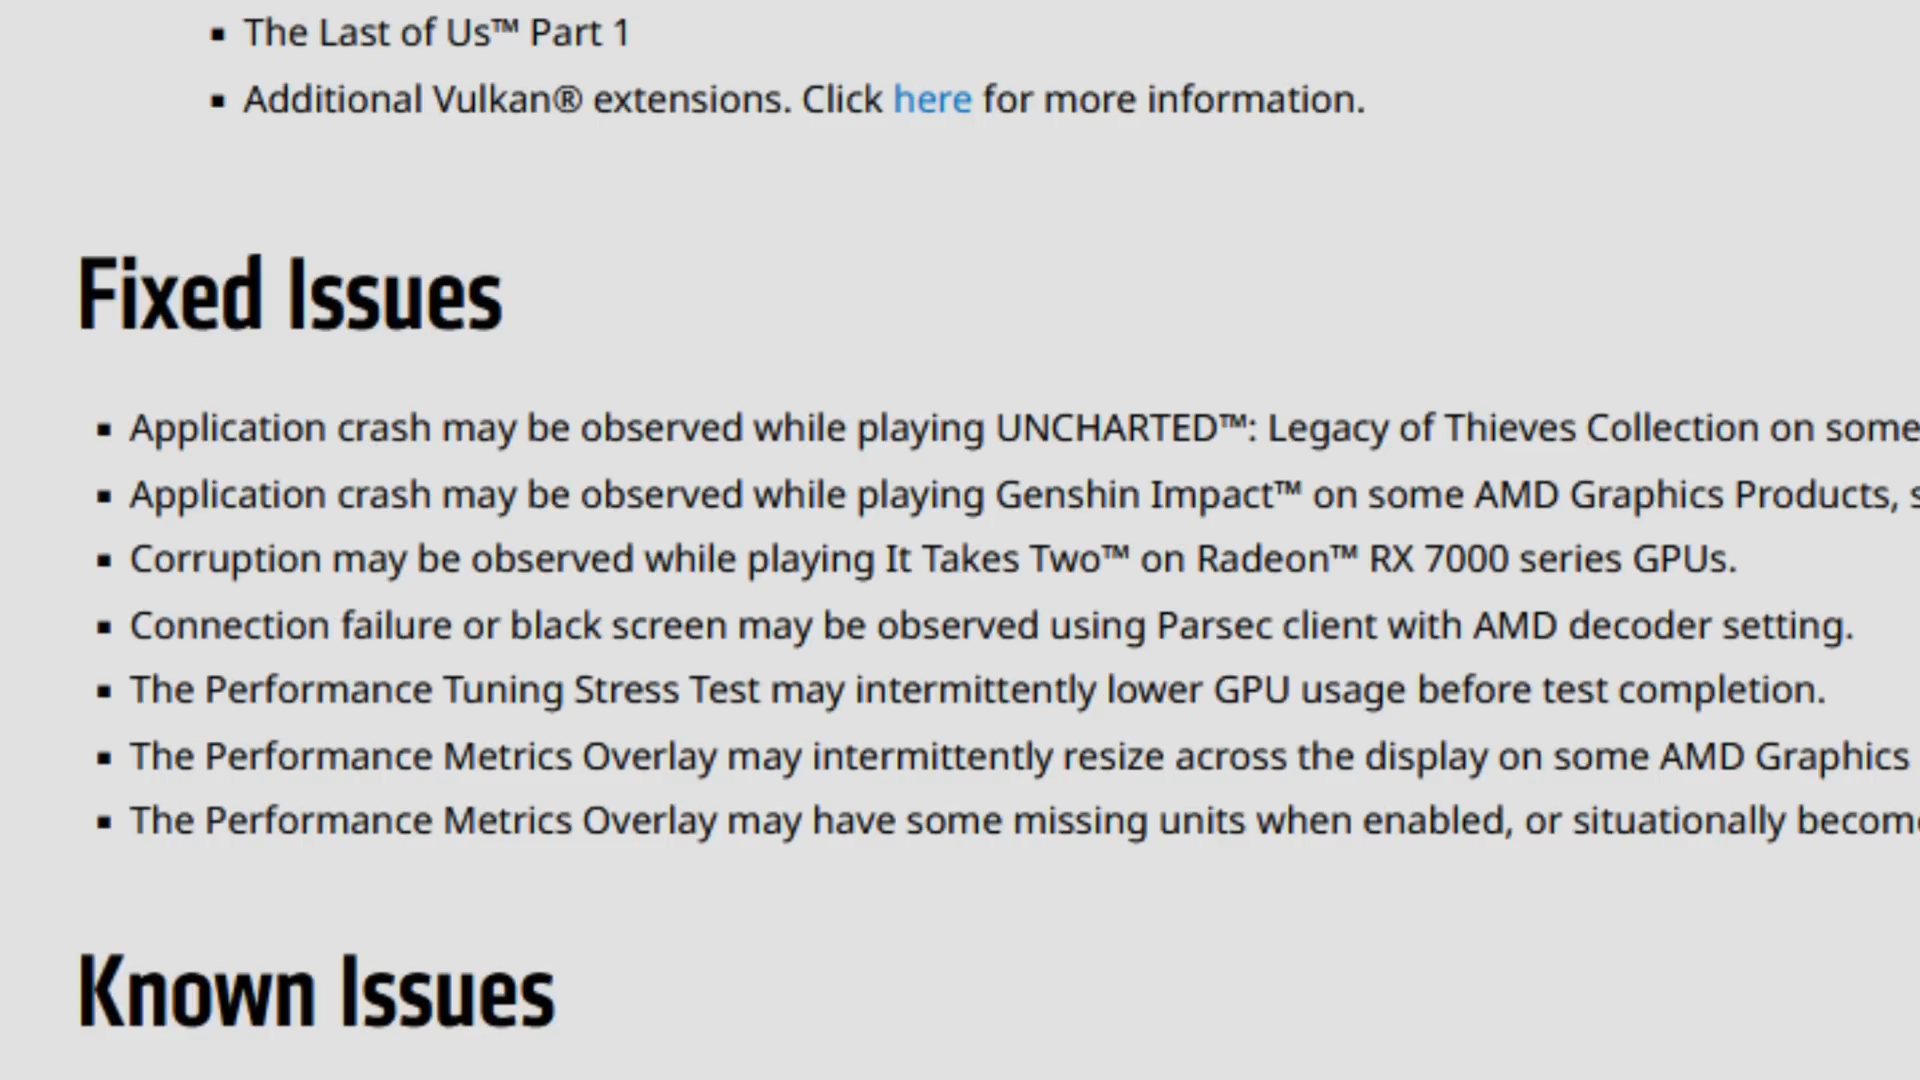 The Last of Us™ Part 1
Additional Vulkan® extensions. Click here for more information.
Fixed Issues
Application crash may be observed while playing UNCHARTED™: Legacy of Thieves Collection on some
Application crash may be observed while playing Genshin Impact™ on some AMD Graphics Products, s
Corruption may be observed while playing It Takes Two™ on Radeon™ RX 7000 series GPUs.
Connection failure or black screen may be observed using Parsec client with AMD decoder setting.
The Performance Tuning Stress Test may intermittently lower GPU usage before test completion.
The Performance Metrics Overlay may intermittently resize across the display on some AMD Graphics
The Performance Metrics Overlay may have some missing units when enabled, or situationally become
Known Issues